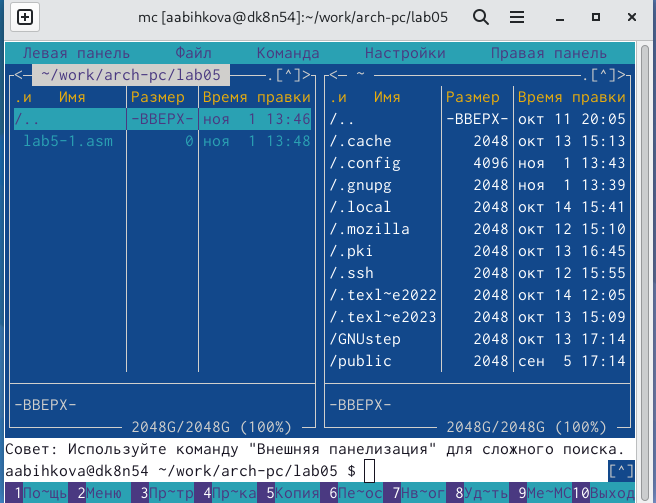 mc [aabihkova@dk8n54]:~/work/arch-pc/lab05
Левая панель Файл Команда Настройки Правая панель
<— ~/work/arch-pc/lab05 .[^]>
.и Имя Размер Время правки
/.. -ВВЕРХ- ноя 1 13:46
lab5-1.asm 0 ноя 1 13:48
-ВВЕРХ-
2048G/2048G (100%)
<— ~ .[^]>
.и Имя Размер Время правки
/.. -ВВЕРХ- окт 11 20:05
/.cache 2048 окт 13 15:13
/.config 4096 ноя 1 13:43
/.gnupg 2048 ноя 1 13:39
/.local 2048 окт 14 15:41
/.mozilla 2048 окт 12 15:10
/.pki 2048 окт 13 16:45
/.ssh 2048 окт 12 15:55
/.texl~e2022 2048 окт 14 12:05
/.texl~e2023 2048 окт 13 15:09
/GNUstep 2048 окт 13 17:14
/public 2048 сен 5 17:14
-ВВЕРХ-
2048G/2048G (100%)
Совет: Используйте команду "Внешняя панелизация" для сложного поиска.
aabihkova@dk8n54 ~/work/arch-pc/lab05 $ [^]
1По~щь 2Меню 3Пр~тр 4Пр~ка 5Копия 6Пе~ос 7Нв~ог 8Уд~ть 9Ме~MC 10Выход